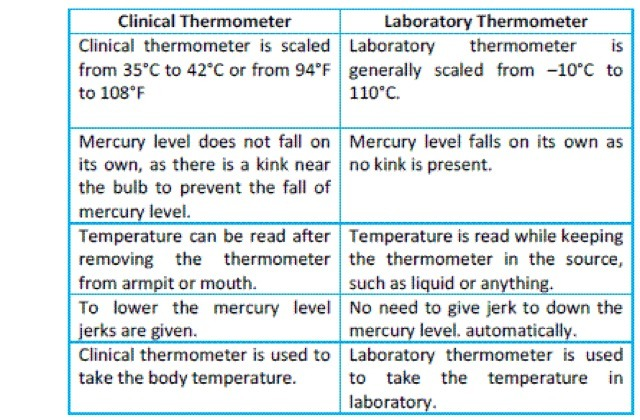 Clinical Thermometer
Laboratory Thermometer
Clinical thermometer is scaled
from 35°C to 42°C or from 94°F
to 108°F
Laboratory thermometer is
generally scaled from –10°C to
110°C.
Mercury level does not fall on
its own, as there is a kink near
the bulb to prevent the fall of
mercury level.
Mercury level falls on its own as
no kink is present.
Temperature can be read after
removing the thermometer
from armpit or mouth.
Temperature is read while keeping
the thermometer in the source,
such as liquid or anything.
To lower the mercury level
jerks are given.
No need to give jerk to down the
mercury level. automatically.
Clinical thermometer is used to
take the body temperature.
Laboratory thermometer is used
to take the temperature in
laboratory.